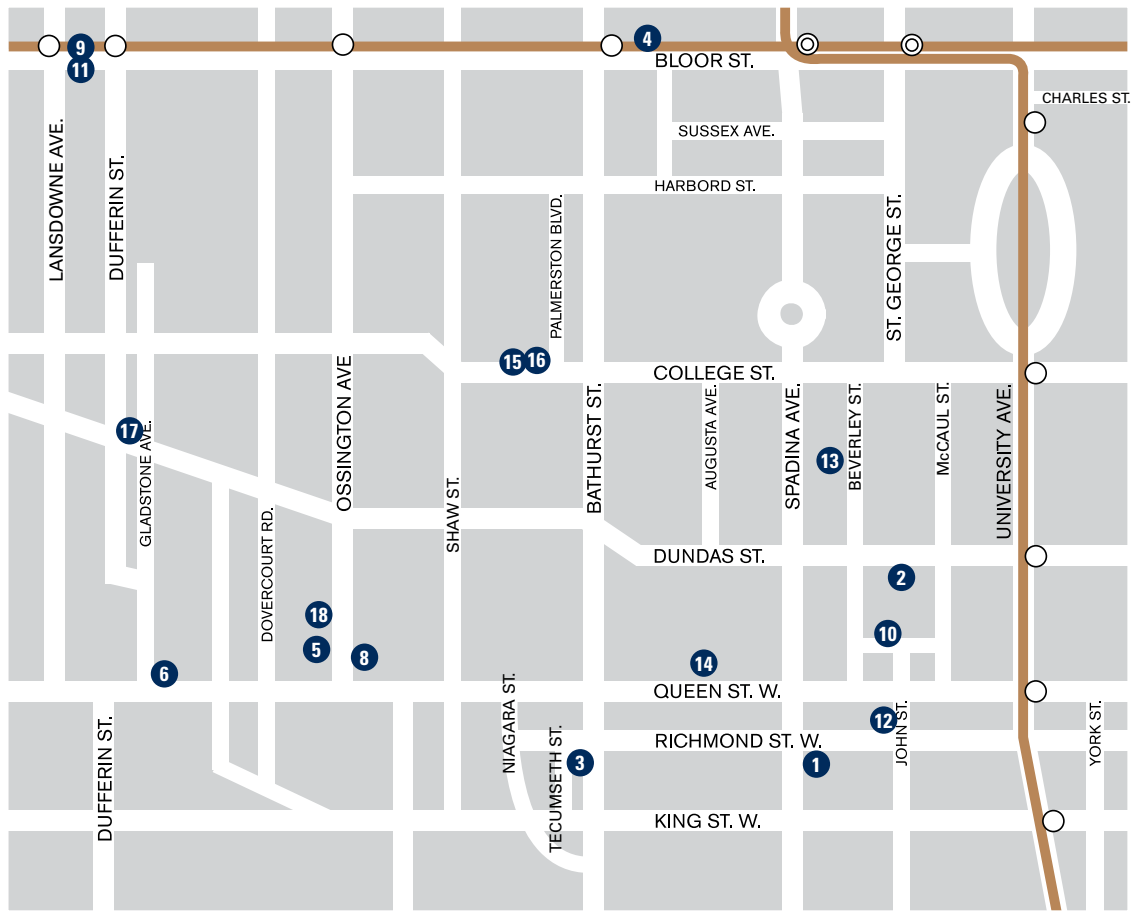 9
4
11
BLOOR ST.
CHARLES ST.
SUSSEX AVE.
HARBORD ST.
LANSDOWNE AVE.
DUFFERIN ST.
PALMERSTON BLVD.
ST. GEORGE ST.
15
16
COLLEGE ST.
17
GLADSTONE AVE.
OSSINGTON AVE
SHAW ST.
BATHURST ST.
AUGUSTA AVE.
SPADINA AVE.
13
BEVERLEY ST.
McCAUL ST.
UNIVERSITY AVE.
DOVERCOURT RD.
DUNDAS ST.
2
18
5
8
10
6
14
QUEEN ST. W.
12
DUFFERIN ST.
NIAGARA ST.
TECUMSETH ST.
3
RICHMOND ST. W.
1
JOHN ST.
YORK ST.
KING ST. W.